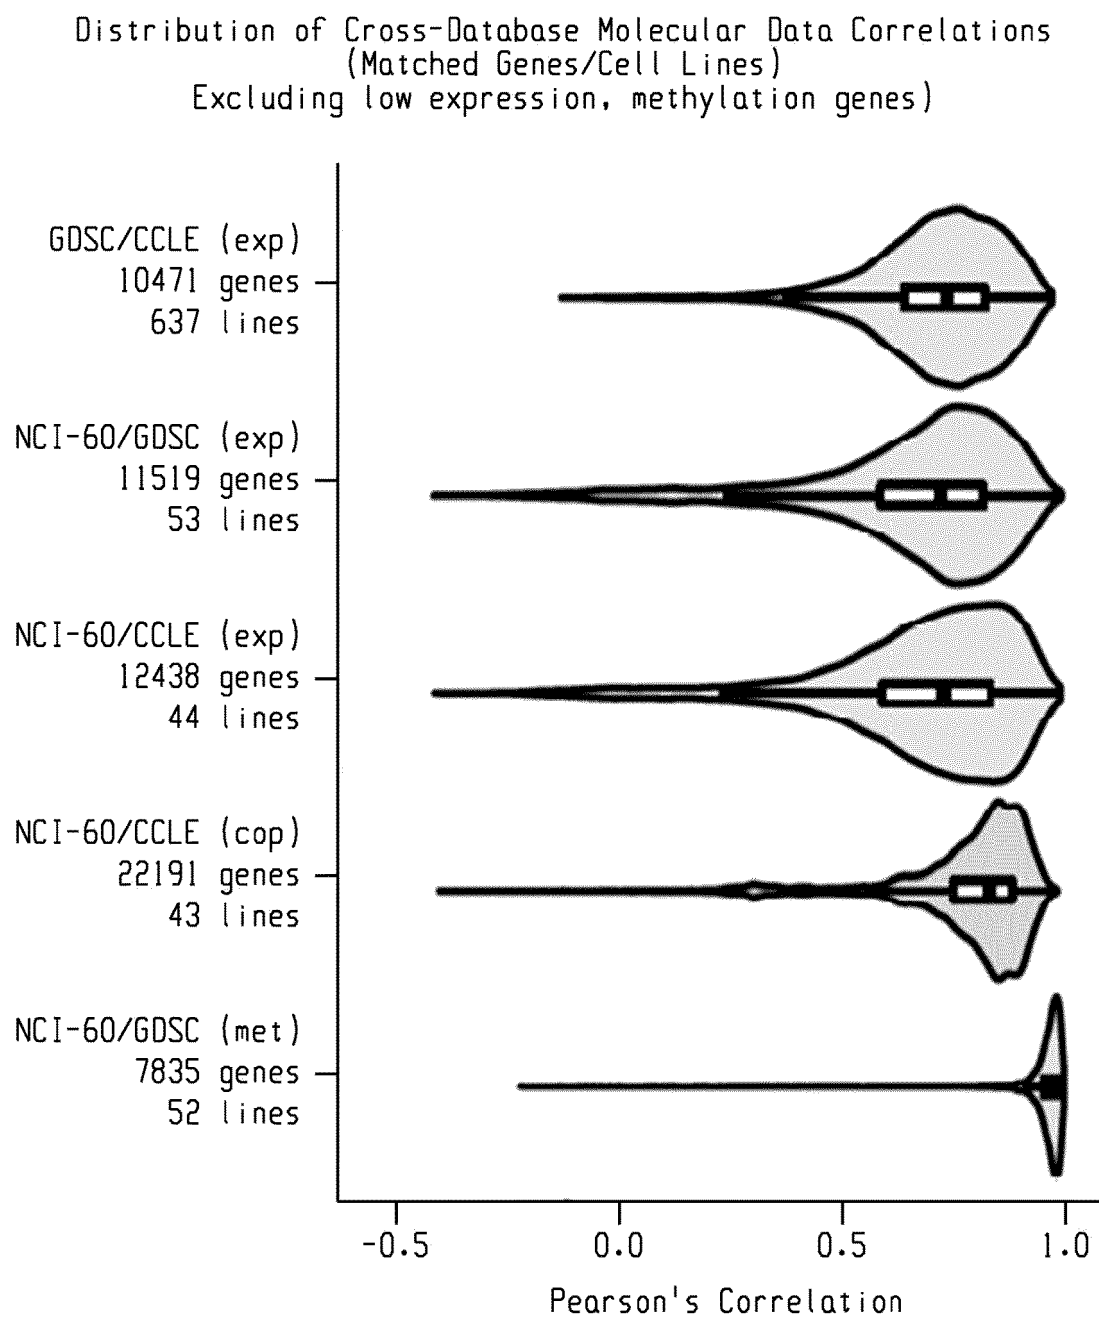 Distribution of Cross-Database Molecular Data Correlations
(Matched Genes/Cell Lines)
Excluding low expression, methylation genes)
GDSC/CCLE (exp)
10471 genes
637 lines
NCI-60/GDSC (exp)
11519 genes
53 lines
NCI-60/CCLE (exp)
12438 genes
44 lines
NCI-60/CCLE (cop)
22191 genes
43 lines
NCI-60/GDSC (met)
7835 genes
52 lines
-0.5 0.0 0.5 1.0
Pearson's Correlation